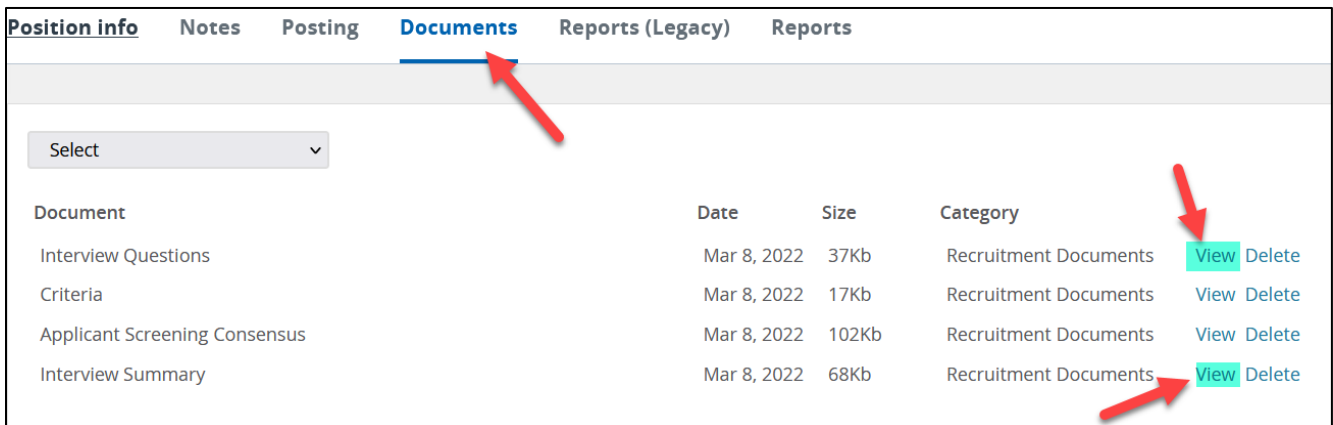 Position info Notes Posting Documents Reports (Legacy) Reports
Select
Document Date Size Category
Interview Questions Mar 8, 2022 37Kb Recruitment Documents View Delete
Criteria Mar 8, 2022 17Kb Recruitment Documents View Delete
Applicant Screening Consensus Mar 8, 2022 102Kb Recruitment Documents View Delete
Interview Summary Mar 8, 2022 68Kb Recruitment Documents View Delete